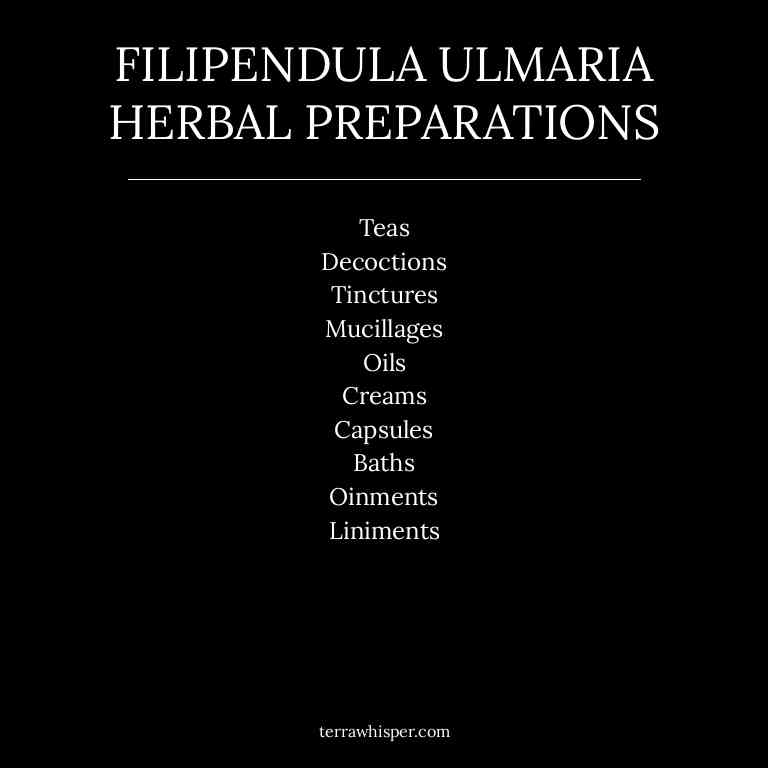 FILIPENDULA ULMARIA
HERBAL PREPARATIONS
Teas
Decoctions
Tinctures
Mucillages
Oils
Creams
Capsules
Baths
Oinments
Liniments
terrawhisper.com